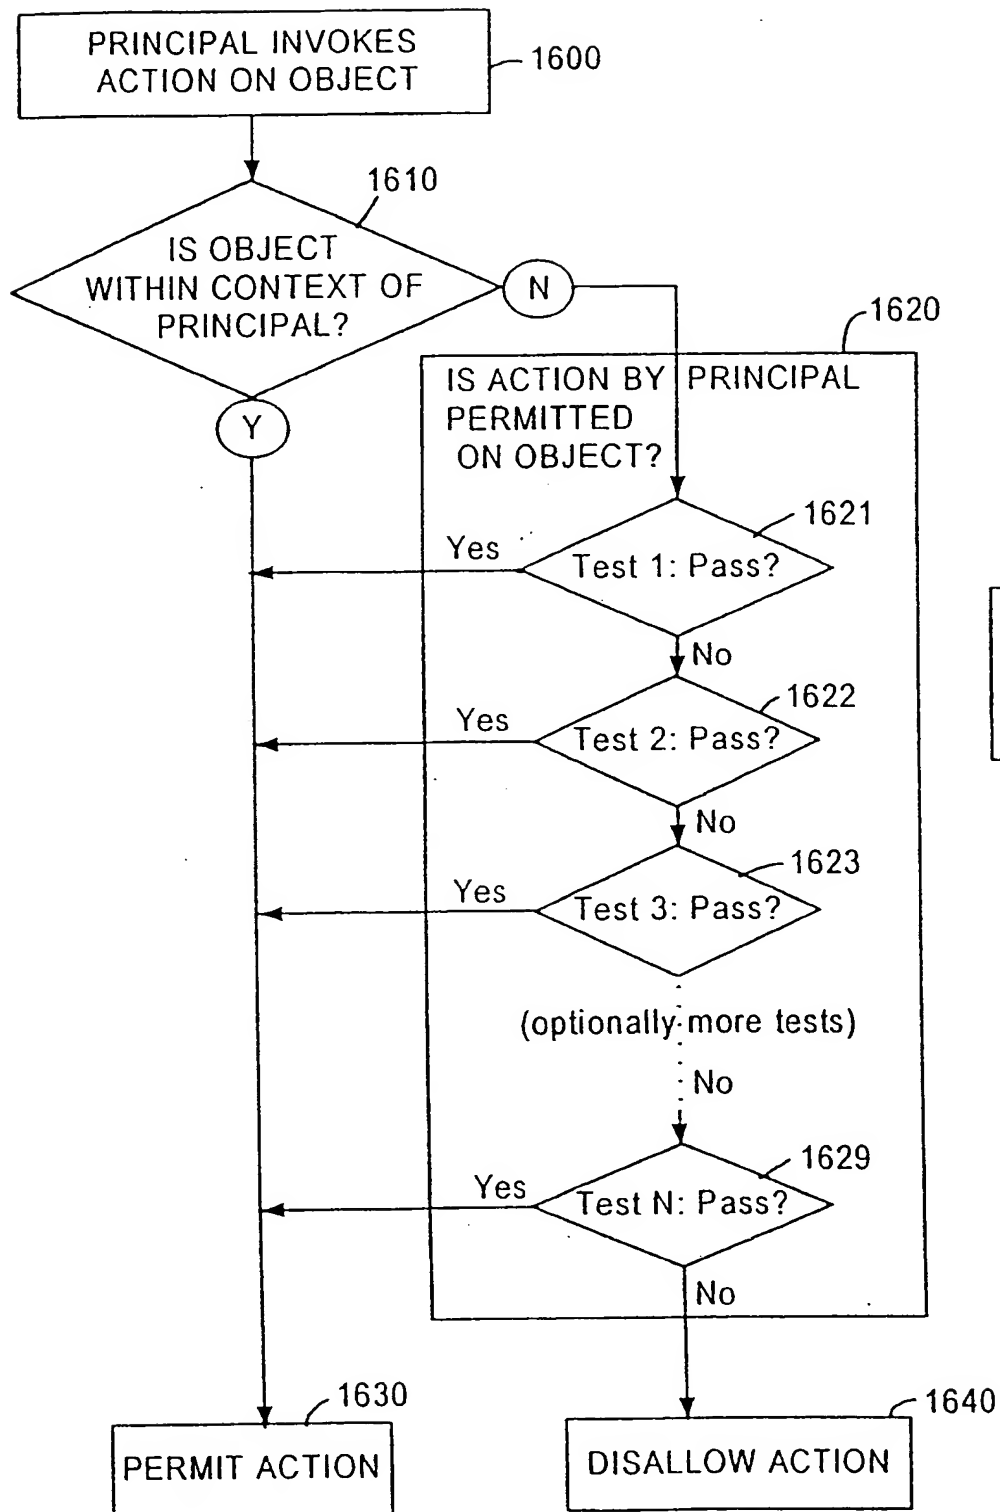 PRINCIPAL INVOKES
ACTION ON OBJECT
1600
1610
IS OBJECT
WITHIN CONTEXT OF
PRINCIPAL?
N
Y
1620
IS ACTION BY PRINCIPAL
PERMITTED
ON OBJECT?
1621
Yes
Test 1: Pass?
No
1622
Yes
Test 2: Pass?
No
1623
Yes
Test 3: Pass?
(optionally more tests)
No
1629
Yes
Test N: Pass?
No
1630
PERMIT ACTION
1640
DISALLOW ACTION